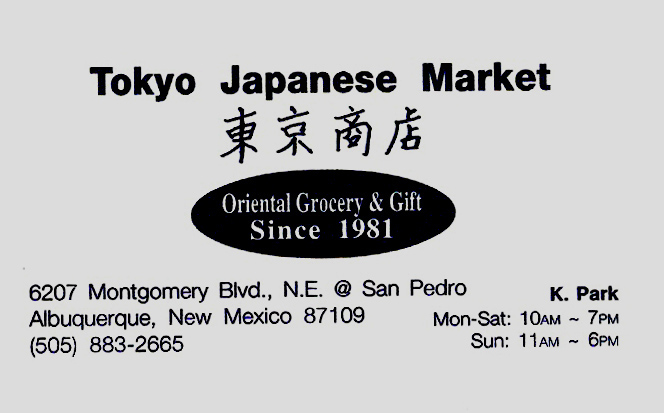 Tokyo Japanese Market
東京商店
Oriental Grocery & Gift
Since 1981
6207 Montgomery Blvd., N.E. @ San Pedro
Albuquerque, New Mexico 87109
(505) 883-2665
K. Park
Mon-Sat: 10AM ~ 7PM
Sun: 11AM ~ 6PM